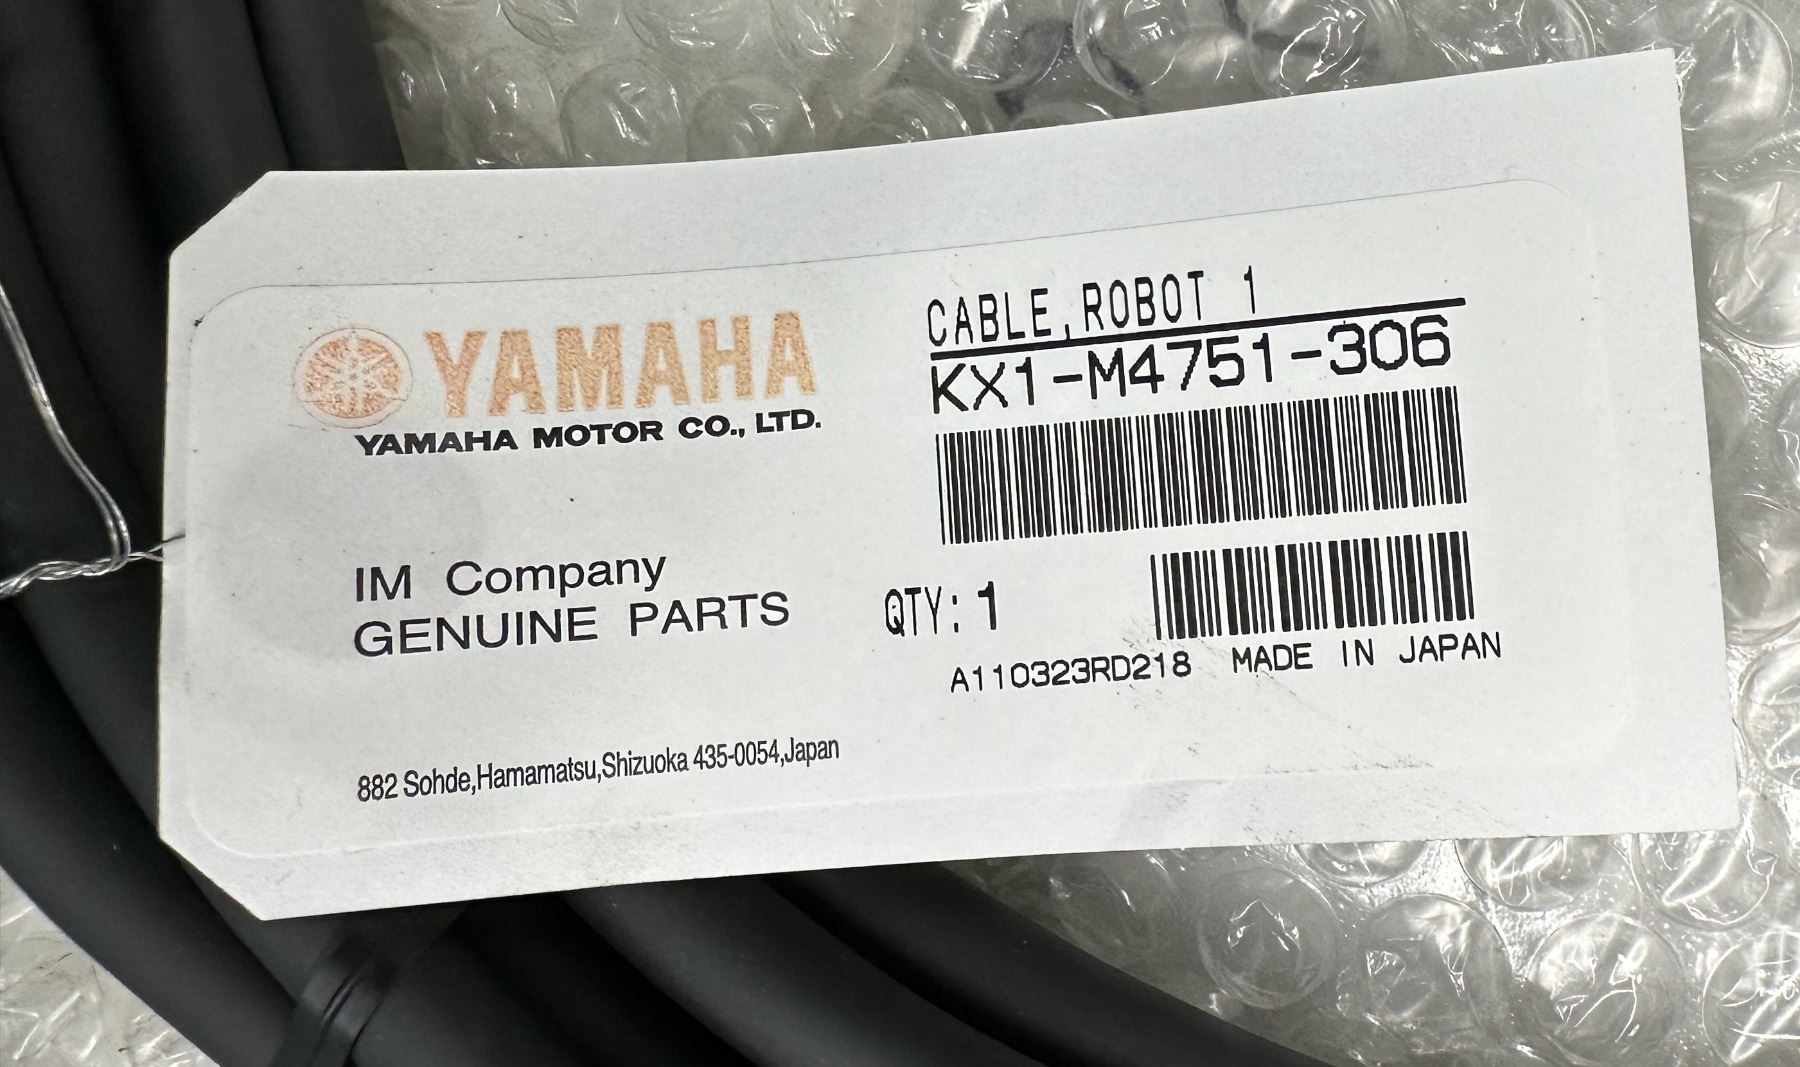 YAMAHA
YAMAHA MOTOR CO., LTD.
IM Company
GENUINE PARTS
882 Sohde,Hamamatsu,Shizuoka 435-0054,Japan
CABLE,ROBOT 1
KX1-M4751-306
QTY: 1
A110323RD218 MADE IN JAPAN